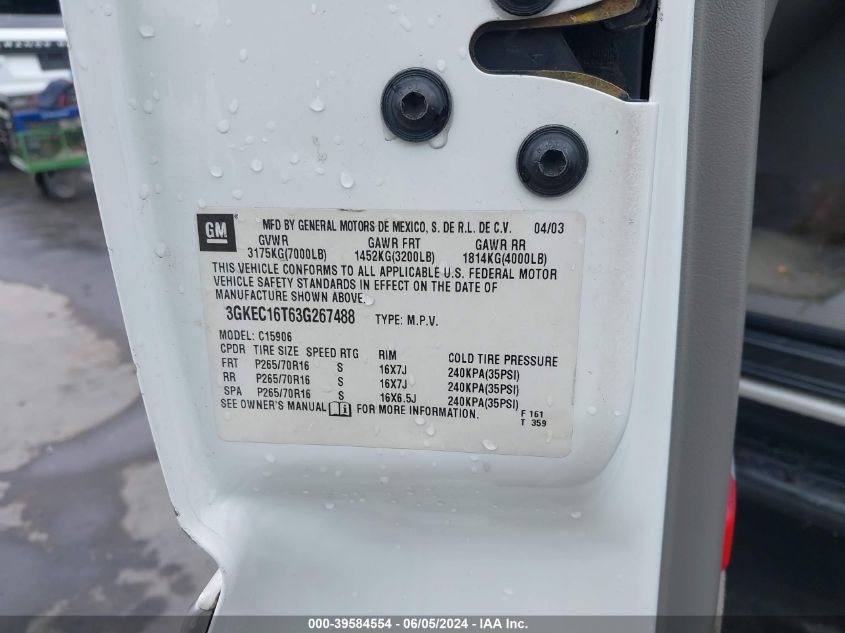 GM®
MFD BY GENERAL MOTORS DE MEXICO, S. DE R.L. DE C.V. 04/03
GVWR GAWR FRT GAWR RR
3175KG(7000LB) 1452KG(3200LB) 1814KG(4000LB)
THIS VEHICLE CONFORMS TO ALL APPLICABLE U.S. FEDERAL MOTOR
VEHICLE SAFETY STANDARDS IN EFFECT ON THE DATE OF
MANUFACTURE SHOWN ABOVE.
3GKEC16T63G267488 TYPE: M.P.V.
MODEL: C15906
CPDR TIRE SIZE SPEED RTG RIM COLD TIRE PRESSURE
FRT P265/70R16 S 16X7J 240KPA(35PSI)
RR P265/70R16 S 16X7J 240KPA(35PSI)
SPA P265/70R16 S 16X6.5J 240KPA(35PSI)
SEE OWNER'S MANUAL FOR MORE INFORMATION.
F 161
T 359
000-39584554 - 06/05/2024 - IAAI.COM